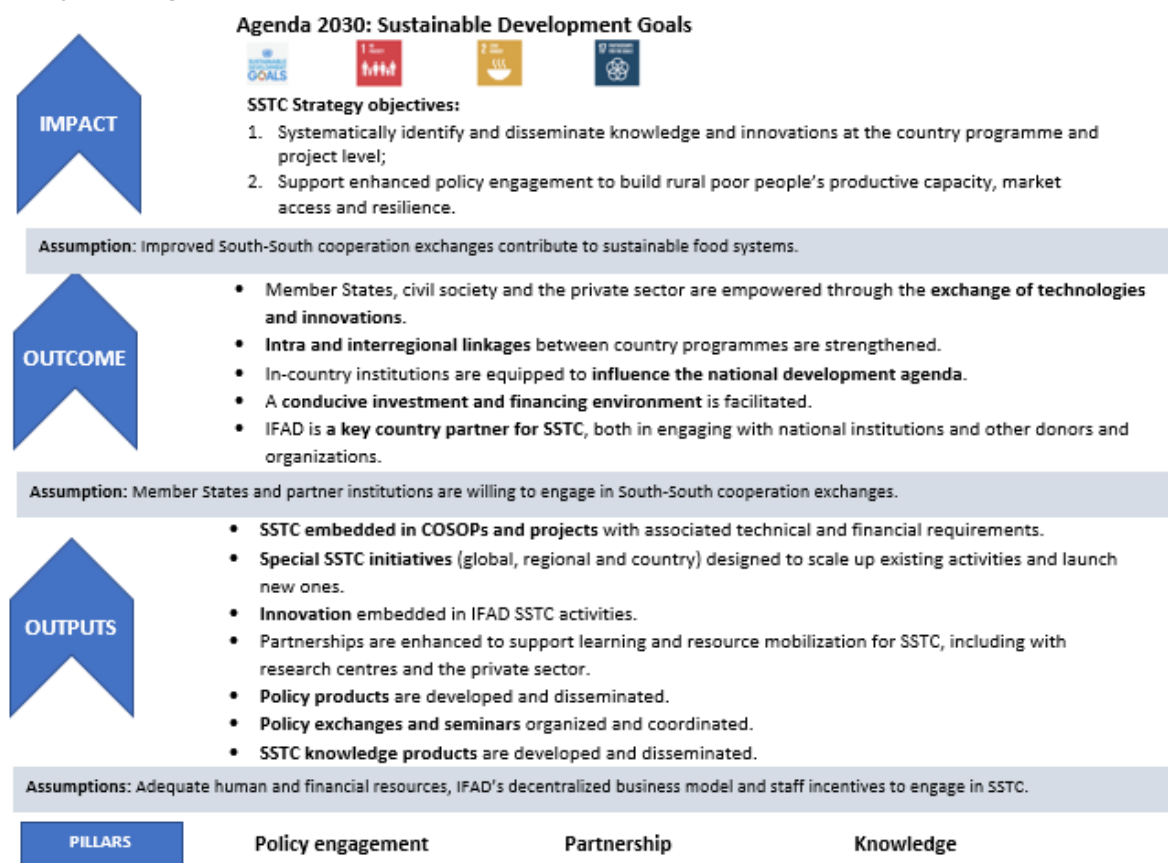 Agenda 2030: Sustainable Development Goals
SUSTAINABLE
DEVELOPMENT
GOALS
1
2
17
IMPACT
SSTC Strategy objectives:
1. Systematically identify and disseminate knowledge and innovations at the country programme and
project level;
2. Support enhanced policy engagement to build rural poor people's productive capacity, market
access and resilience.
Assumption: Improved South-South cooperation exchanges contribute to sustainable food systems.
OUTCOME
• Member States, civil society and the private sector are empowered through the exchange of technologies
and innovations.
• Intra and interregional linkages between country programmes are strengthened.
• In-country institutions are equipped to influence the national development agenda.
• A conducive investment and financing environment is facilitated.
• IFAD is a key country partner for SSTC, both in engaging with national institutions and other donors and
organizations.
Assumption: Member States and partner institutions are willing to engage in South-South cooperation exchanges.
OUTPUTS
• SSTC embedded in COSOPs and projects with associated technical and financial requirements.
• Special SSTC initiatives (global, regional and country) designed to scale up existing activities and launch
new ones.
• Innovation embedded in IFAD SSTC activities.
• Partnerships are enhanced to support learning and resource mobilization for SSTC, including with
research centres and the private sector.
• Policy products are developed and disseminated.
• Policy exchanges and seminars organized and coordinated.
• SSTC knowledge products are developed and disseminated.
Assumptions: Adequate human and financial resources, IFAD's decentralized business model and staff incentives to engage in SSTC.
PILLARS Policy engagement Partnership Knowledge